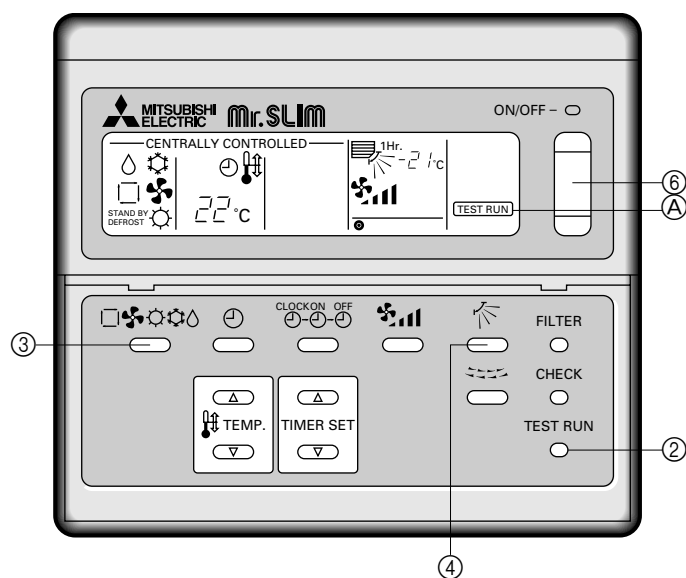 MITSUBISHI ELECTRIC Mr.SLIM
ON/OFF
CENTRALLY CONTROLLED
1Hr.
-21°C
STAND BY
DEFROST
22°C
TEST RUN
⑥
Ⓐ
CLOCK ON OFF
FILTER
③
CHECK
TEMP.
TIMER SET
TEST RUN
②
④